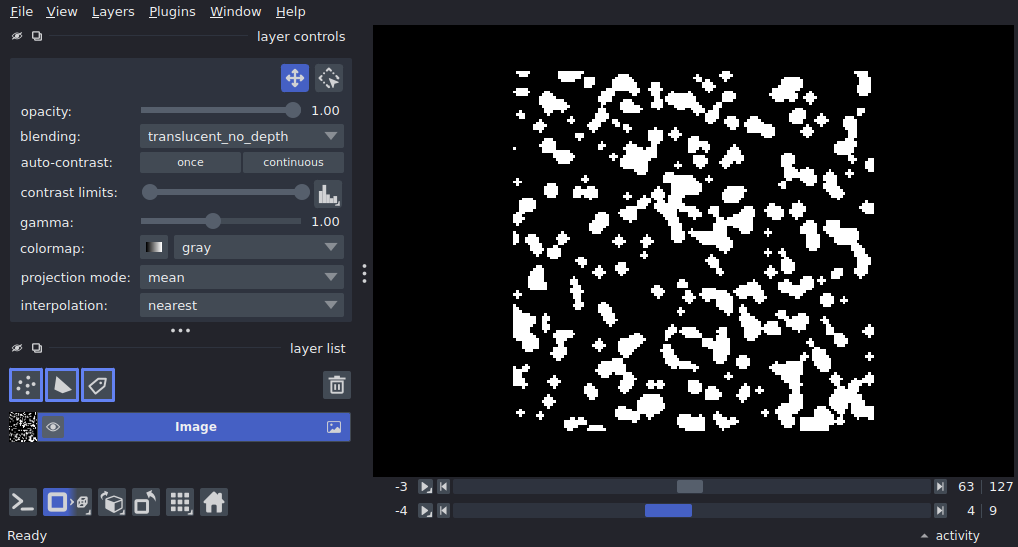 File View Layers Plugins Window Help
layer controls
opacity: 1.00
blending: translucent_no_depth
auto-contrast: once continuous
contrast limits:
gamma: 1.00
colormap: gray
projection mode: mean
interpolation: nearest
layer list
Image
-3 63 127
-4 4 9
Ready activity